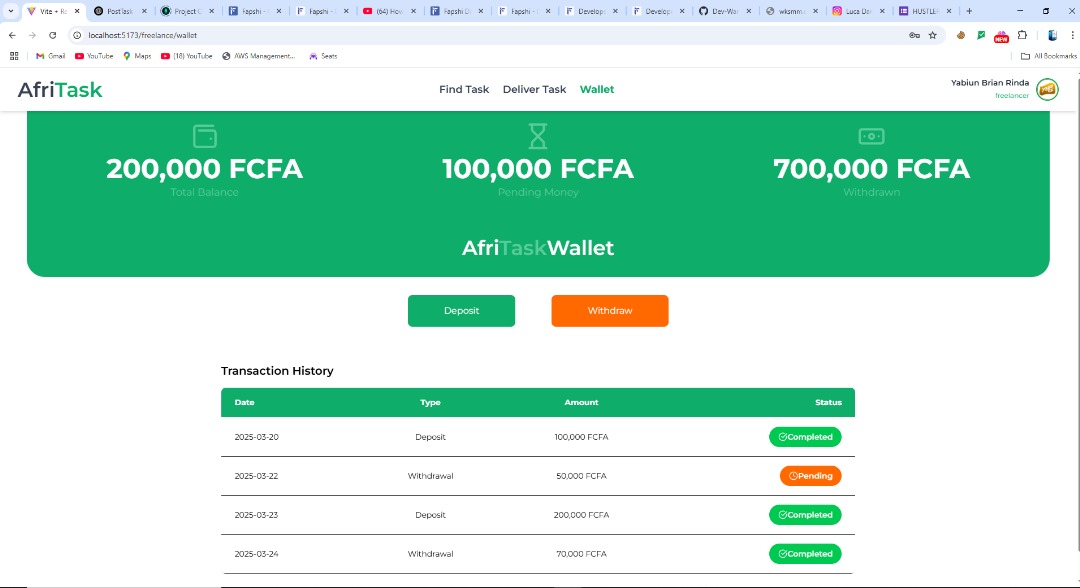 Vite + Re
PostTask
Project C
Fapshi -
Fapshi -
(64) How
Fapshi D
Fapshi -
Develop
Develop
Dev-Wa
wksmm.
Luca Da
HUSTLE
localhost:5173/freelance/wallet
NEW
Gmail
YouTube
Maps
(18) YouTube
AWS Management...
Seats
All Bookmarks
AfriTask
Find Task
Deliver Task
Wallet
Yabiun Brian Rinda
freelancer
200,000 FCFA
100,000 FCFA
700,000 FCFA
Total Balance
Pending Money
Withdrawn
AfriTaskWallet
Deposit
Withdraw
Transaction History
Date Type Amount Status
2025-03-20 Deposit 100,000 FCFA Completed
2025-03-22 Withdrawal 50,000 FCFA Pending
2025-03-23 Deposit 200,000 FCFA Completed
2025-03-24 Withdrawal 70,000 FCFA Completed